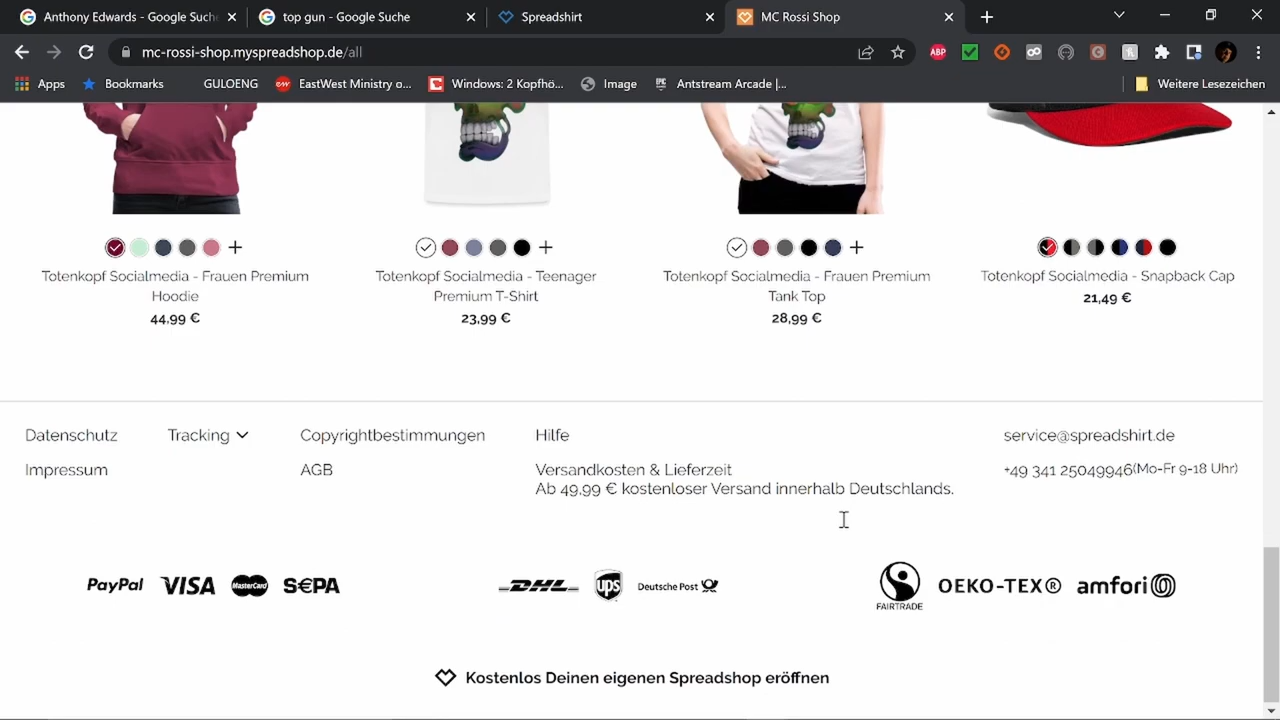 Anthony Edwards - Google Suche
top gun - Google Suche
Spreadshirt
MC Rossi Shop
mc-rossi-shop.myspreadshop.de/all
ABP
Apps
Bookmarks
GULOENG
EastWest Ministry o...
Windows: 2 Kopfhö...
Image
Antstream Arcade |...
Weitere Lesezeichen
Totenkopf Socialmedia - Frauen Premium
Hoodie
44,99 €
Totenkopf Socialmedia - Teenager
Premium T-Shirt
23,99 €
Totenkopf Socialmedia - Frauen Premium
Tank Top
28,99 €
Totenkopf Socialmedia - Snapback Cap
21,49 €
Datenschutz
Tracking
Copyrightbestimmungen
Hilfe
service@spreadshirt.de
Impressum
AGB
Versandkosten & Lieferzeit
Ab 49,99 € kostenloser Versand innerhalb Deutschlands.
+49 341 25049946(Mo-Fr 9-18 Uhr)
PayPal
VISA
MasterCard
S€PA
DHL
ups
Deutsche Post
FAIRTRADE
OEKO-TEX®
amfori
Kostenlos Deinen eigenen Spreadshop eröffnen